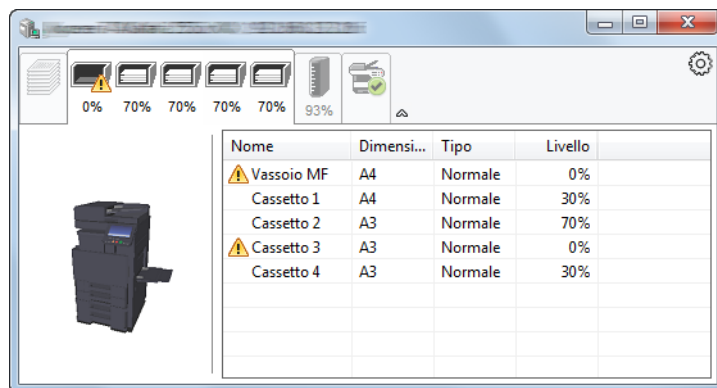 0% 70% 70% 70% 70% 93%
Nome Dimensi... Tipo Livello
Vassoio MF A4 Normale 0%
Cassetto 1 A4 Normale 30%
Cassetto 2 A3 Normale 70%
Cassetto 3 A3 Normale 0%
Cassetto 4 A3 Normale 30%